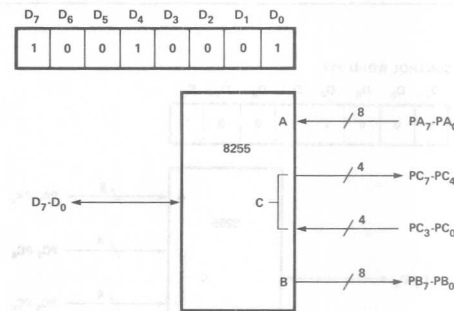 D7 D6 D5 D4 D3 D2 D1 D0
1 0 0 1 0 0 0 1
8255
A
8
PA7-PA0
4
PC7-PC4
D7-D0
C
4
PC3-PC0
B
8
PB7-PB0